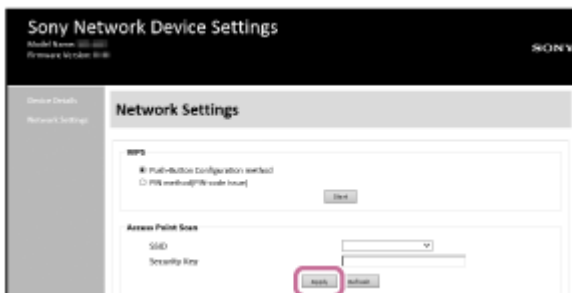 Sony Network Device Settings
Model Name:
SONY
Firmware Version:
Device Details
Network Settings
Network Settings
WPS
Push-Button Configuration method
PIN method(PIN-code issue)
Start
Access Point Scan
SSID
Security Key
Apply
Refresh